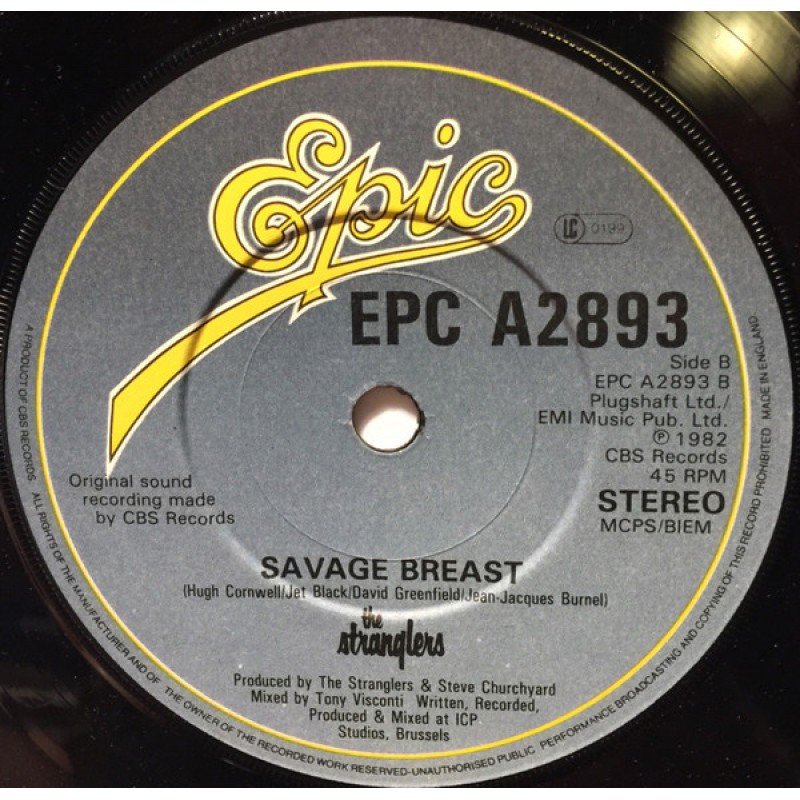 Epic
LC 0199
EPC A2893
Side B
EPC A2893 B
Plugshaft Ltd./
EMI Music Pub. Ltd.
℗ 1982
CBS Records
45 RPM
STEREO
MCPS/BIEM
Original sound
recording made
by CBS Records
SAVAGE BREAST
(Hugh Cornwell/Jet Black/David Greenfield/Jean-Jacques Burnel)
the
stranglers
Produced by The Stranglers & Steve Churchyard
Mixed by Tony Visconti Written, Recorded,
Produced & Mixed at ICP
Studios, Brussels
A PRODUCT OF CBS RECORDS. ALL RIGHTS OF THE MANUFACTURER AND OF THE OWNER OF THE RECORDED WORK RESERVED-UNAUTHORISED PUBLIC PERFORMANCE BROADCASTING AND COPYING OF THIS RECORD PROHIBITED MADE IN ENGLAND